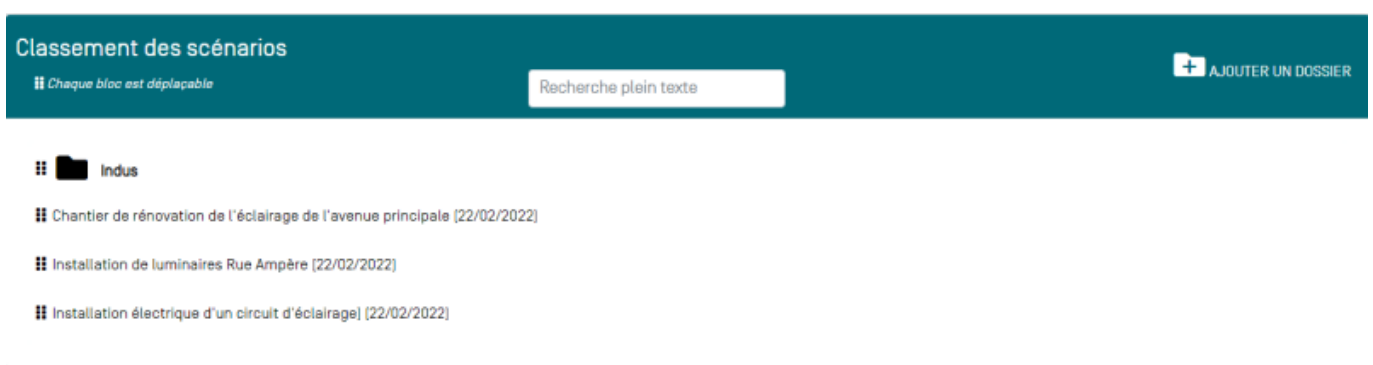 Classement des scénarios
Chaque bloc est déplaçable
Recherche plein texte
AJOUTER UN DOSSIER
Indus
Chantier de rénovation de l'éclairage de l'avenue principale (22/02/2022)
Installation de luminaires Rue Ampère (22/02/2022)
Installation électrique d'un circuit d'éclairage) (22/02/2022)